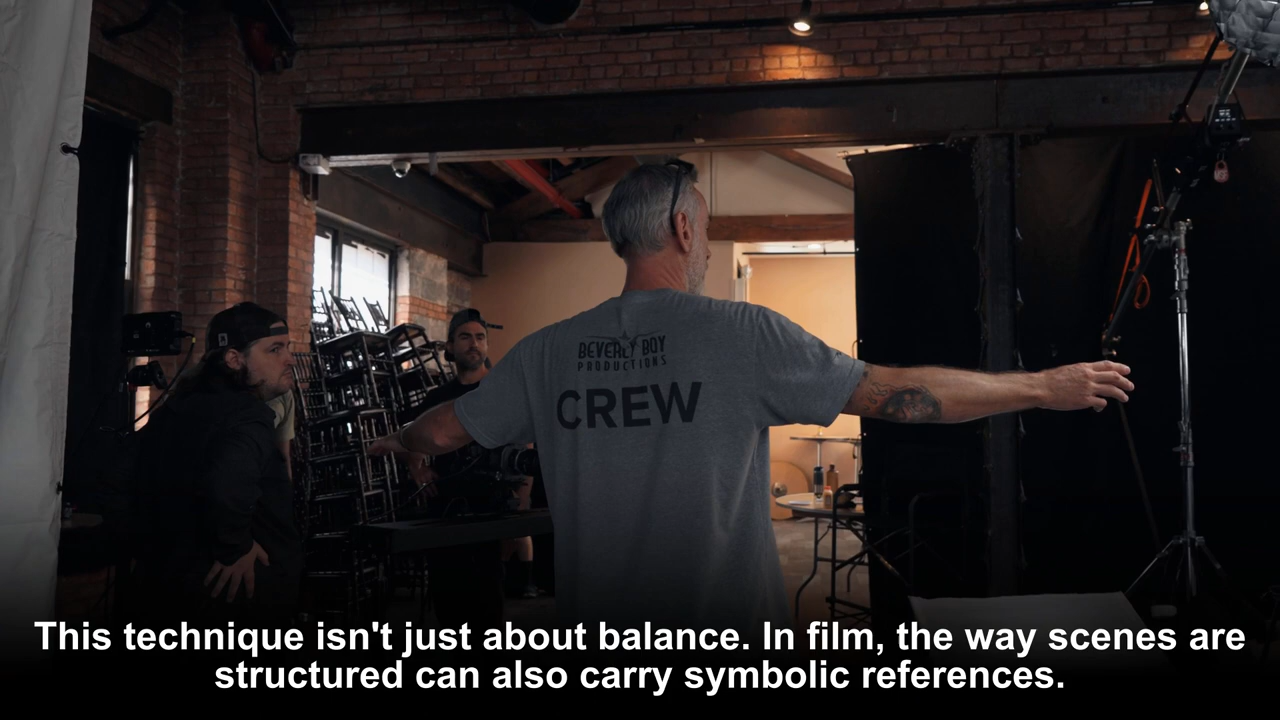 BEVERLY BOY
PRODUCTIONS
CREW
This technique isn't just about balance. In film, the way scenes are
structured can also carry symbolic references.